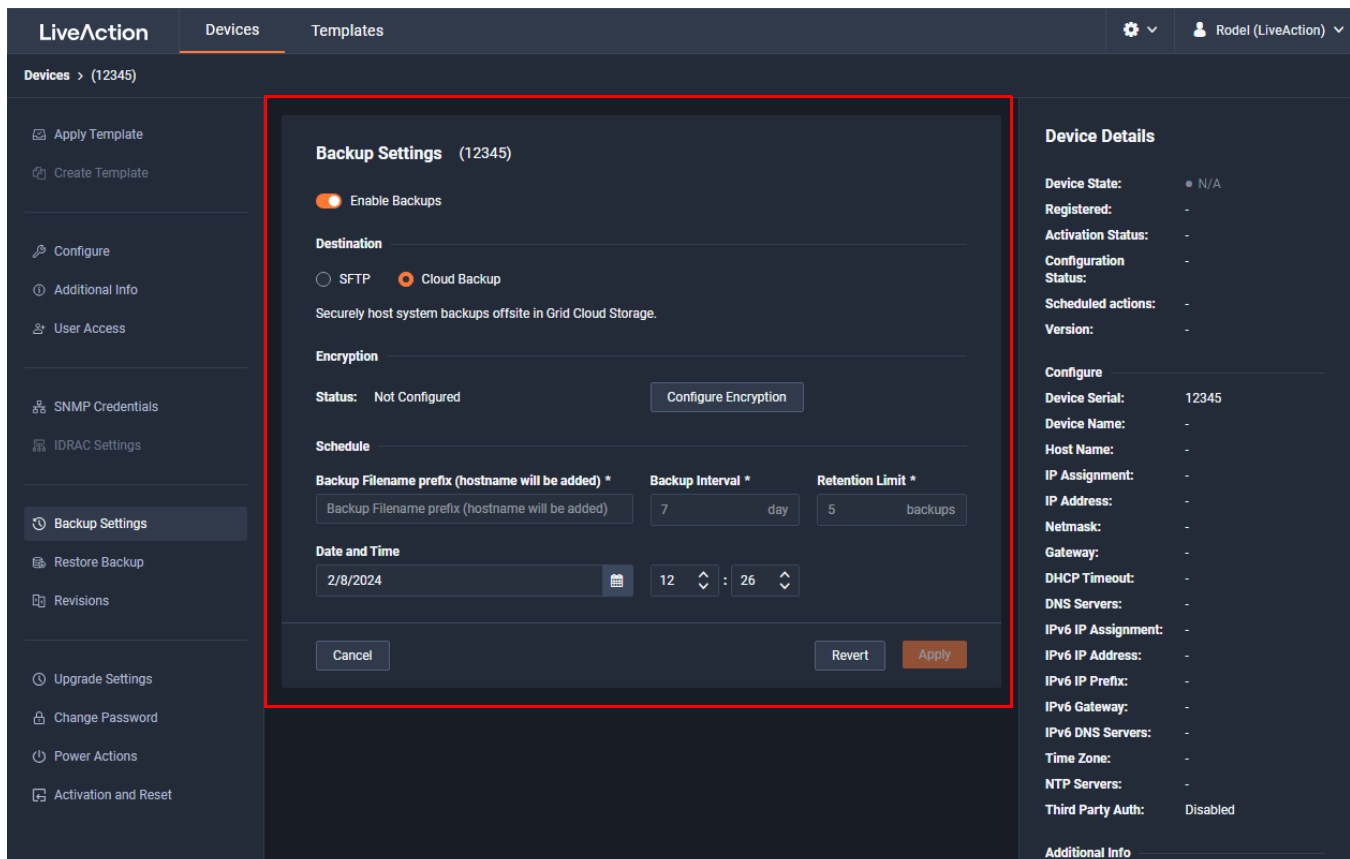 LiveAction
Devices
Templates
Rodel (LiveAction)
Devices > (12345)
Apply Template
Create Template
Configure
Additional Info
User Access
SNMP Credentials
IDRAC Settings
Backup Settings
Restore Backup
Revisions
Upgrade Settings
Change Password
Power Actions
Activation and Reset
Backup Settings (12345)
Enable Backups
Destination
SFTP Cloud Backup
Securely host system backups offsite in Grid Cloud Storage.
Encryption
Status: Not Configured Configure Encryption
Schedule
Backup Filename prefix (hostname will be added) * Backup Interval * Retention Limit *
Backup Filename prefix (hostname will be added) 7 day 5 backups
Date and Time
2/8/2024 12 : 26
Cancel Revert Apply
Device Details
Device State: N/A
Registered: -
Activation Status: -
Configuration -
Status:
Scheduled actions: -
Version: -
Configure
Device Serial: 12345
Device Name: -
Host Name: -
IP Assignment: -
IP Address: -
Netmask: -
Gateway: -
DHCP Timeout: -
DNS Servers: -
IPv6 IP Assignment: -
IPv6 IP Address: -
IPv6 IP Prefix: -
IPv6 Gateway: -
IPv6 DNS Servers: -
Time Zone: -
NTP Servers: -
Third Party Auth: Disabled
Additional Info